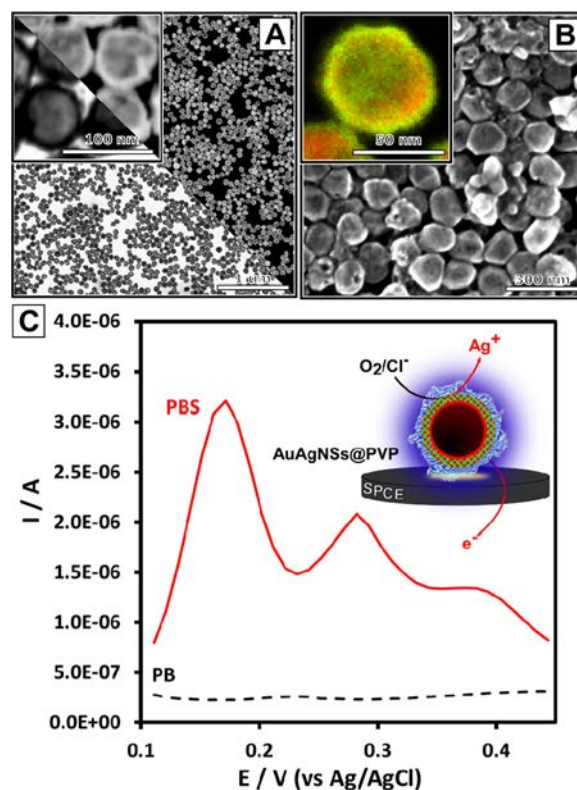 A
100 nm
1 um
B
50 nm
300 nm
C
4.0E-06
3.5E-06
3.0E-06
2.5E-06
2.0E-06
1.5E-06
1.0E-06
5.0E-07
0.0E+00
I / A
PBS
PB
Ag+
O2/Cl-
AuAgNSs@PVP
SPCE
e-
0.1
0.2
0.3
0.4
E / V (vs Ag/AgCl)